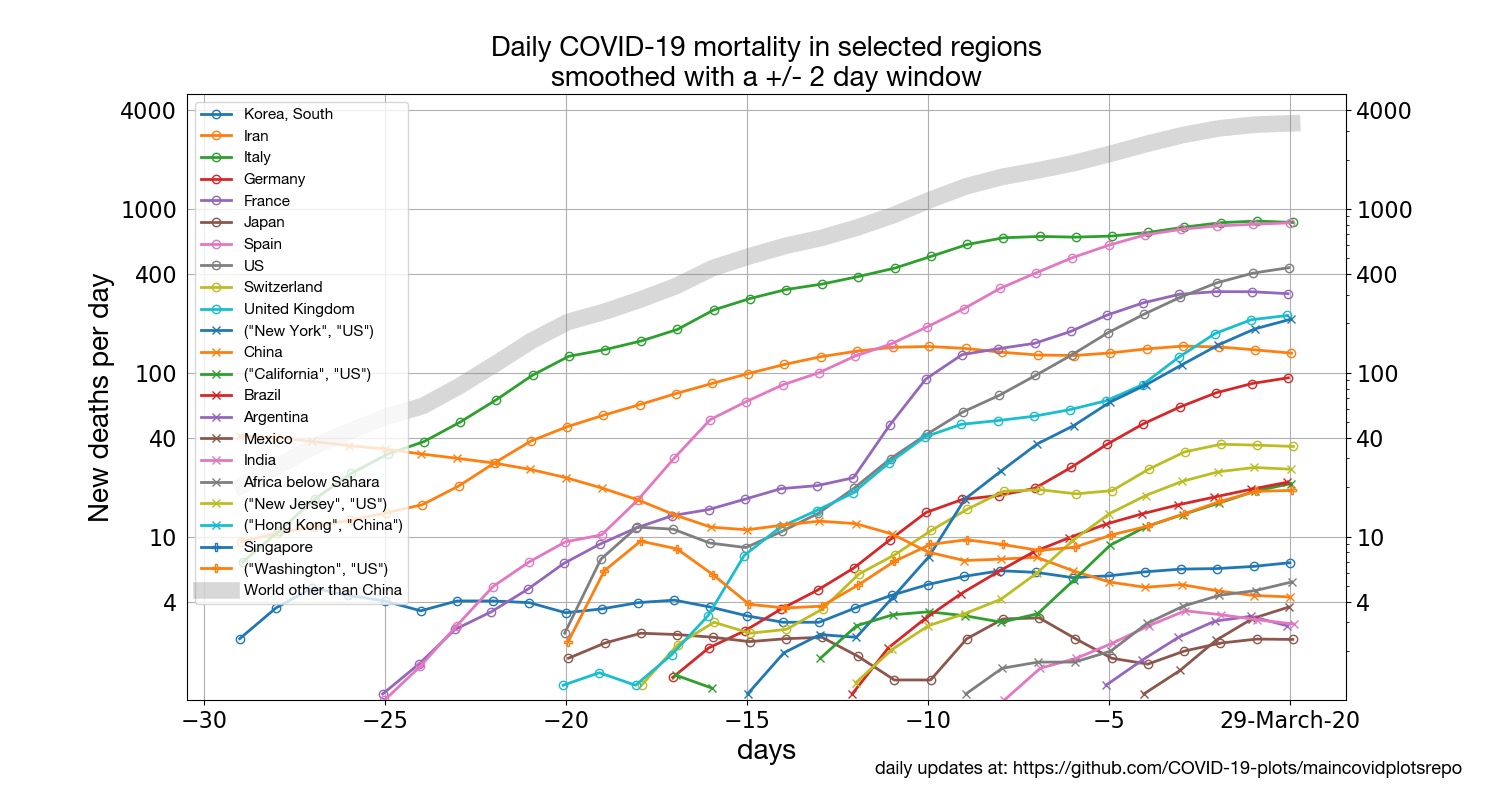 Daily COVID-19 mortality in selected regions
smoothed with a +/- 2 day window
New deaths per day
4000
1000
400
100
40
10
4
Korea, South
Iran
Italy
Germany
France
Japan
Spain
US
Switzerland
United Kingdom
("New York", "US")
China
("California", "US")
Brazil
Argentina
Mexico
India
Africa below Sahara
("New Jersey", "US")
("Hong Kong", "China")
Singapore
("Washington", "US")
World other than China
4000
1000
400
100
40
10
4
−30
−25
−20
−15
−10
−5
29-March-20
days
daily updates at: https://github.com/COVID-19-plots/maincovidplotsrepo